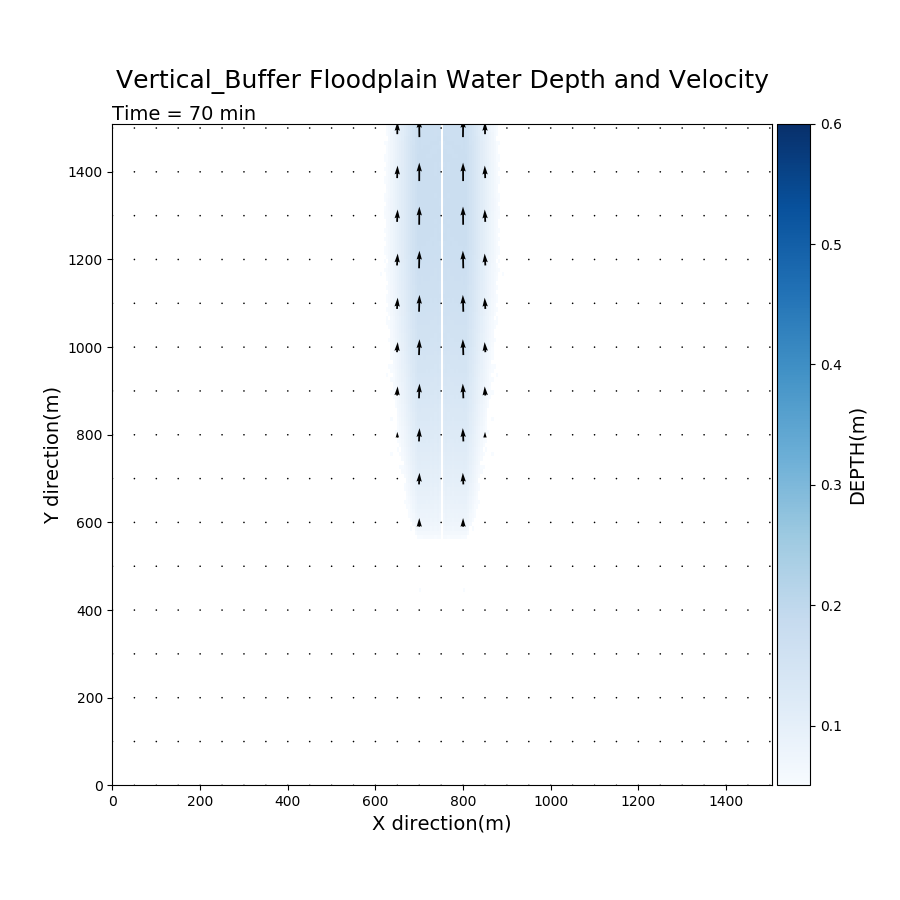 Vertical_Buffer Floodplain Water Depth and Velocity
Time = 70 min
1400
1200
1000
800
600
400
200
0
Y direction(m)
0 200 400 600 800 1000 1200 1400
X direction(m)
0.6
0.5
0.4
0.3
0.2
0.1
DEPTH(m)